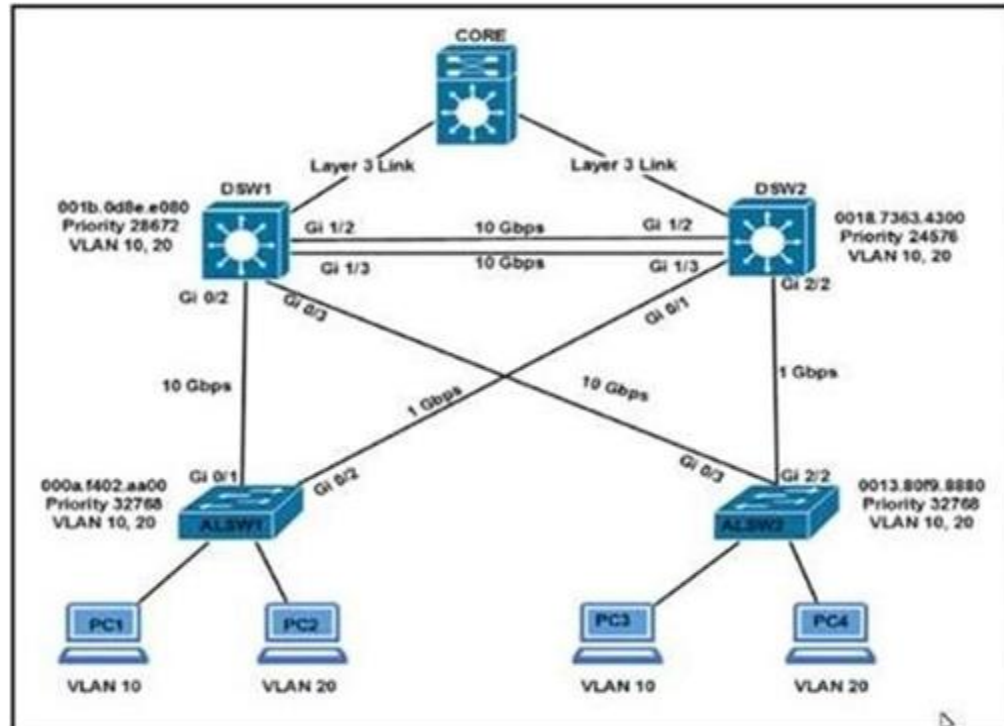 CORE
Layer 3 Link
Layer 3 Link
DSW1
DSW2
001b.0d8e.e080
Priority 28672
VLAN 10, 20
0018.7363.4300
Priority 24576
VLAN 10, 20
Gi 1/2
10 Gbps
Gi 1/2
Gi 1/3
10 Gbps
Gi 1/3
Gi 0/2
Gi 0/3
Gi 0/1
Gi 2/2
10 Gbps
1 Gbps
10 Gbps
1 Gbps
000a.f402.aa00
Priority 32768
VLAN 10, 20
Gi 0/1
Gi 0/2
Gi 0/3
Gi 2/2
0013.80f9.8880
Priority 32768
VLAN 10, 20
ALSW1
PC1
PC2
PC3
PC4
VLAN 10
VLAN 20
VLAN 10
VLAN 20